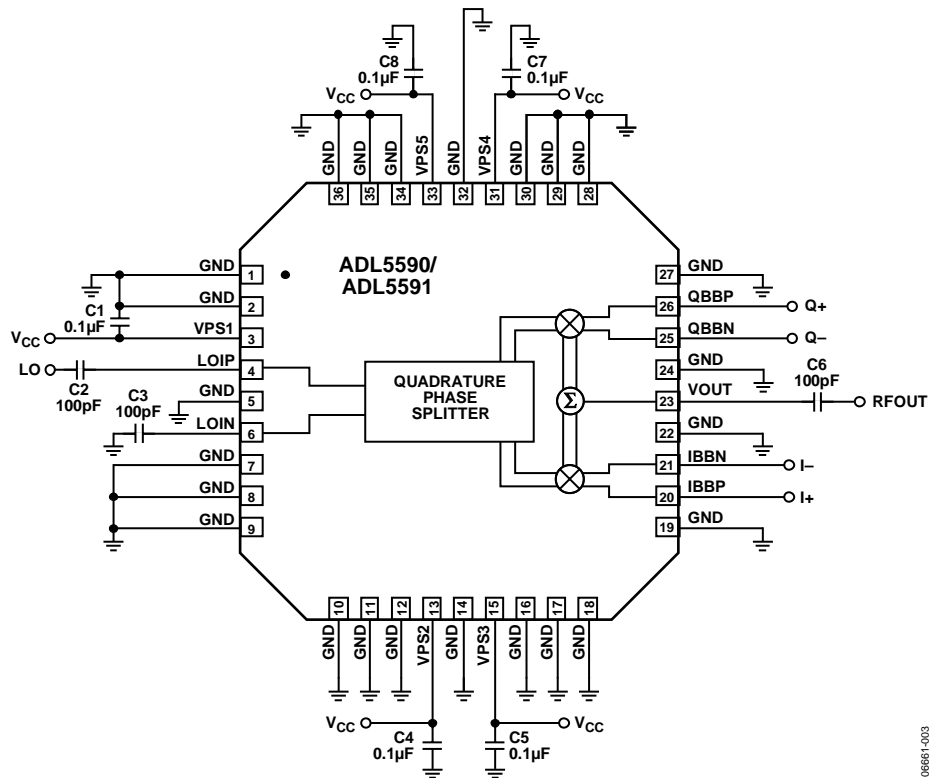 C8
0.1µF
C7
0.1µF
VCC
VCC
GND
GND
GND
VPS5
GND
VPS4
GND
GND
GND
36
35
34
33
32
31
30
29
28
ADL5590/
ADL5591
GND
1
GND
2
C1
0.1µF
VCC
VPS1
3
LO
C2
100pF
LOIP
4
GND
5
C3
100pF
LOIN
6
GND
7
GND
8
GND
9
QUADRATURE
PHASE
SPLITTER
Σ
27
GND
26
QBBP
Q+
25
QBBN
Q–
24
GND
C6
100pF
23
VOUT
RFOUT
22
GND
21
IBBN
I–
20
IBBP
I+
19
GND
10
11
12
13
14
15
16
17
18
GND
GND
GND
VPS2
GND
VPS3
GND
GND
GND
VCC
VCC
C4
0.1µF
C5
0.1µF
06661-003